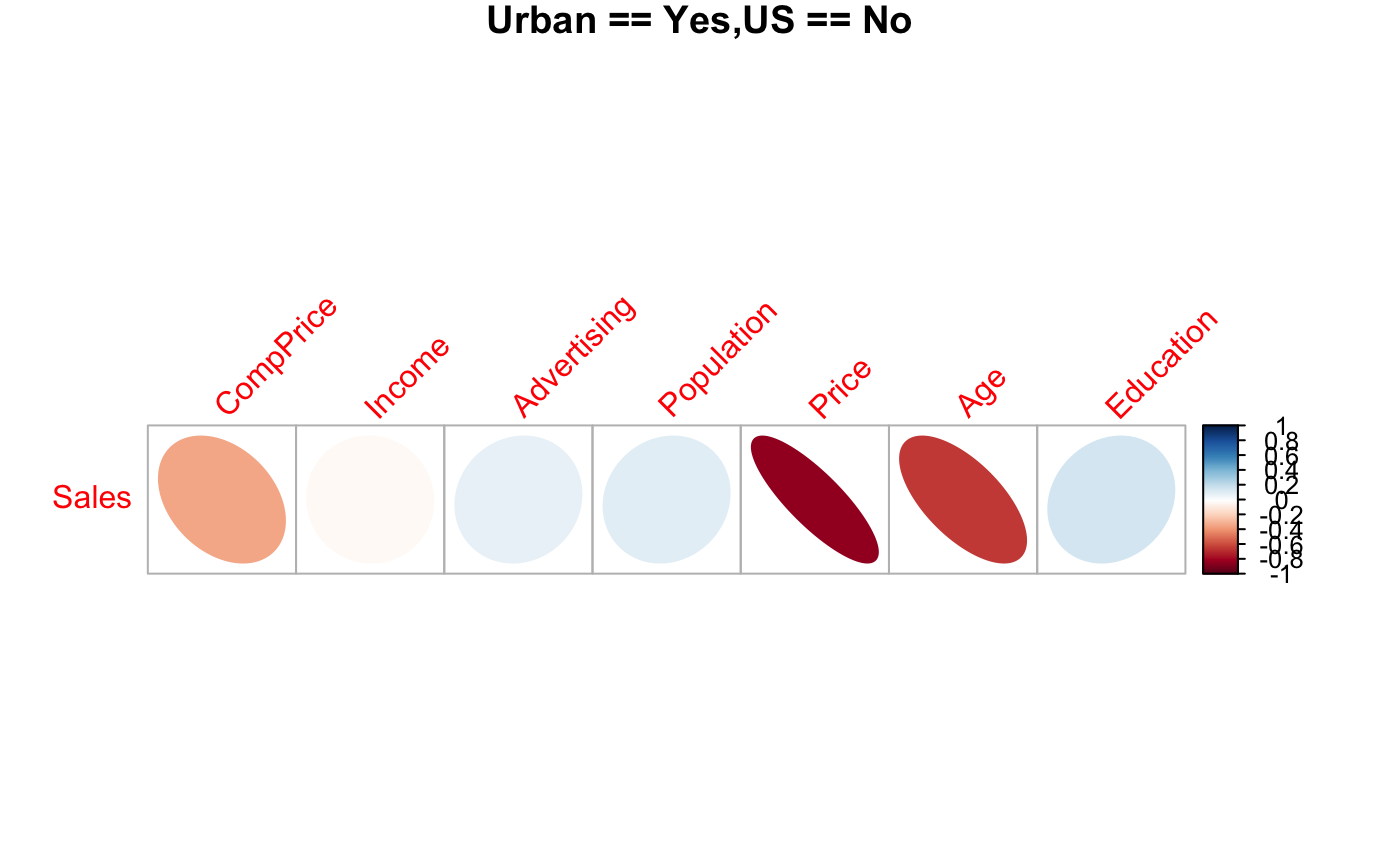 Urban == Yes,US == No
CompPrice
Income
Advertising
Population
Price
Age
Education
Sales
1
0.8
0.6
0.4
0.2
0
-0.2
-0.4
-0.6
-0.8
-1